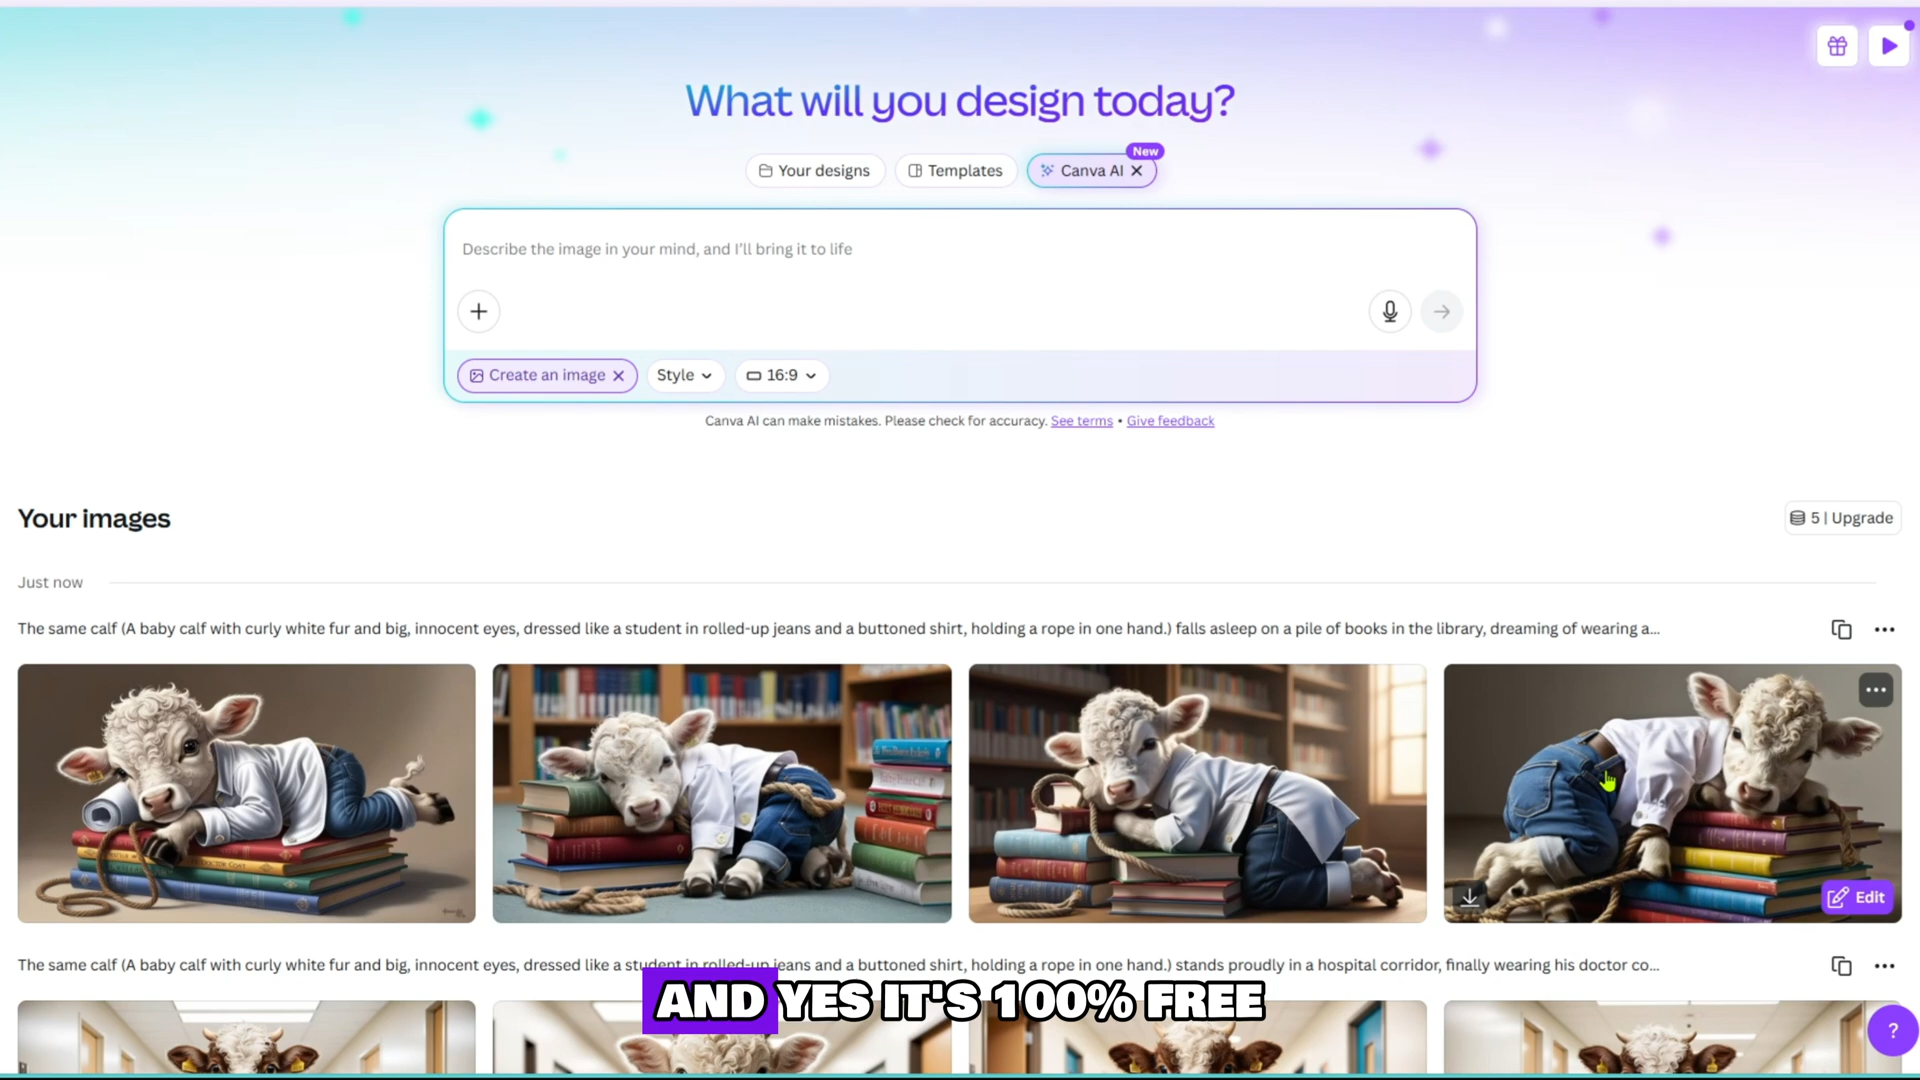 What will you design today?
New
Your designs
Templates
Canva AI
Describe the image in your mind, and I'll bring it to life
Create an image
Style
16:9
Canva AI can make mistakes. Please check for accuracy. See terms • Give feedback
Your images
5 | Upgrade
Just now
The same calf (A baby calf with curly white fur and big, innocent eyes, dressed like a student in rolled-up jeans and a buttoned shirt, holding a rope in one hand.) falls asleep on a pile of books in the library, dreaming of wearing a...
Edit
The same calf (A baby calf with curly white fur and big, innocent eyes, dressed like a student in rolled-up jeans and a buttoned shirt, holding a rope in one hand.) stands proudly in a hospital corridor, finally wearing his doctor co...
AND YES IT'S 100% FREE
?